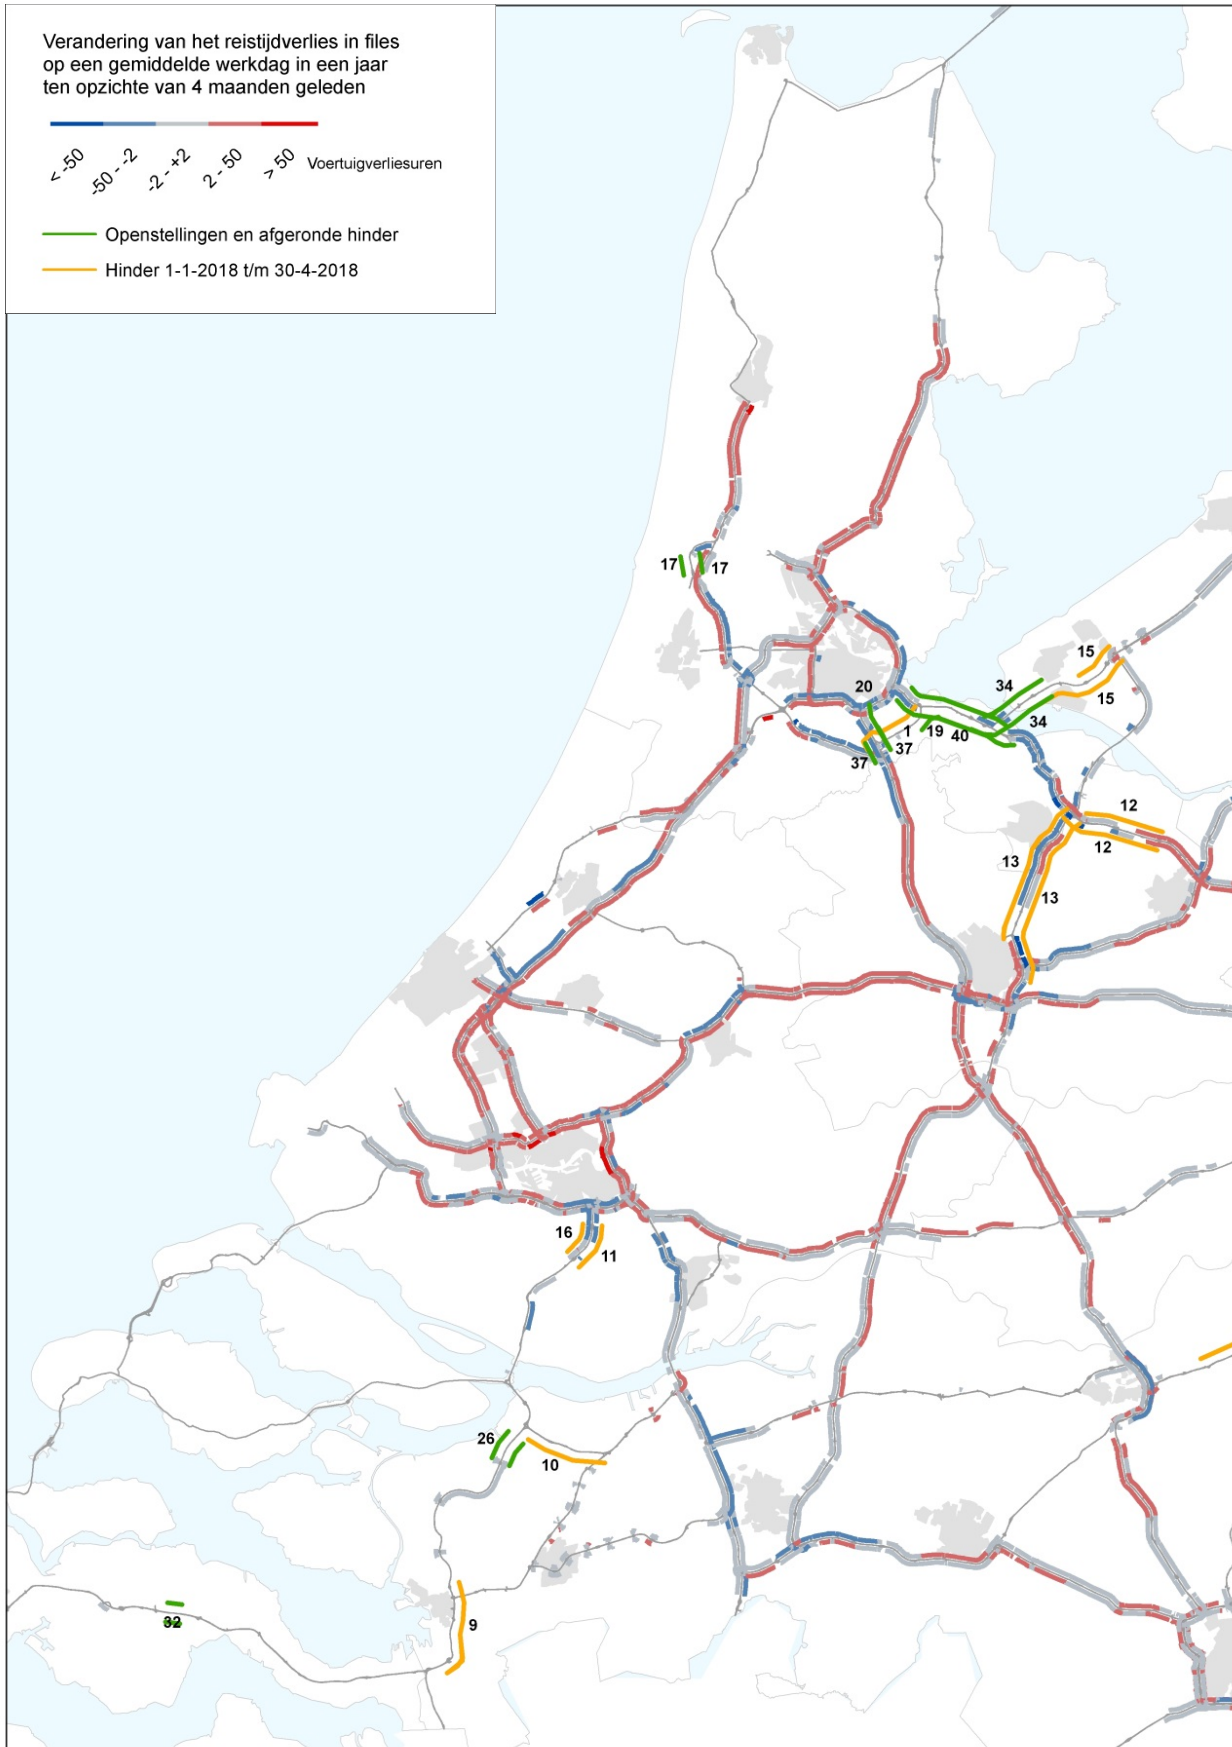 Verandering van het reistijdverlies in files
op een gemiddelde werkdag in een jaar
ten opzichte van 4 maanden geleden
< -50
-50 - -2
-2 - +2
2 - 50
> 50
Voertuigverliesuren
Openstellingen en afgeronde hinder
Hinder 1-1-2018 t/m 30-4-2018
17
17
15
15
20
34
34
1
19
40
37
37
12
12
13
13
16
11
26
10
32
9